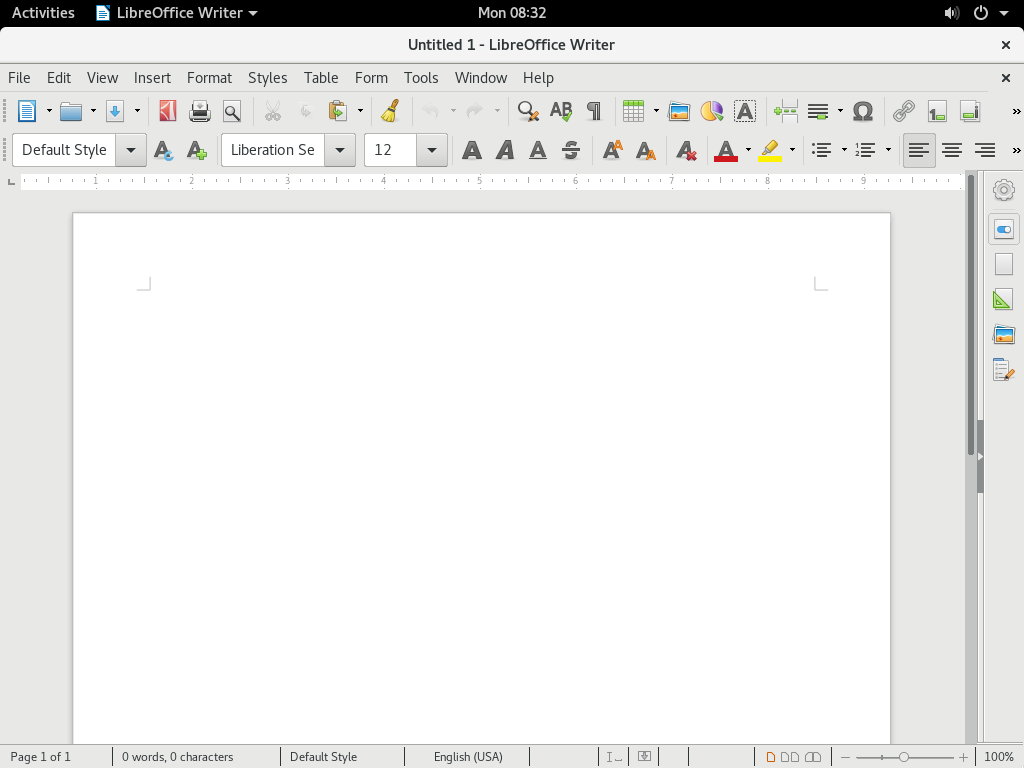 Activities LibreOffice Writer Mon 08:32
Untitled 1 - LibreOffice Writer
File Edit View Insert Format Styles Table Form Tools Window Help
Default Style Liberation Se 12
1 2 3 4 5 6 7 8 9
Page 1 of 1 0 words, 0 characters Default Style English (USA) 100%